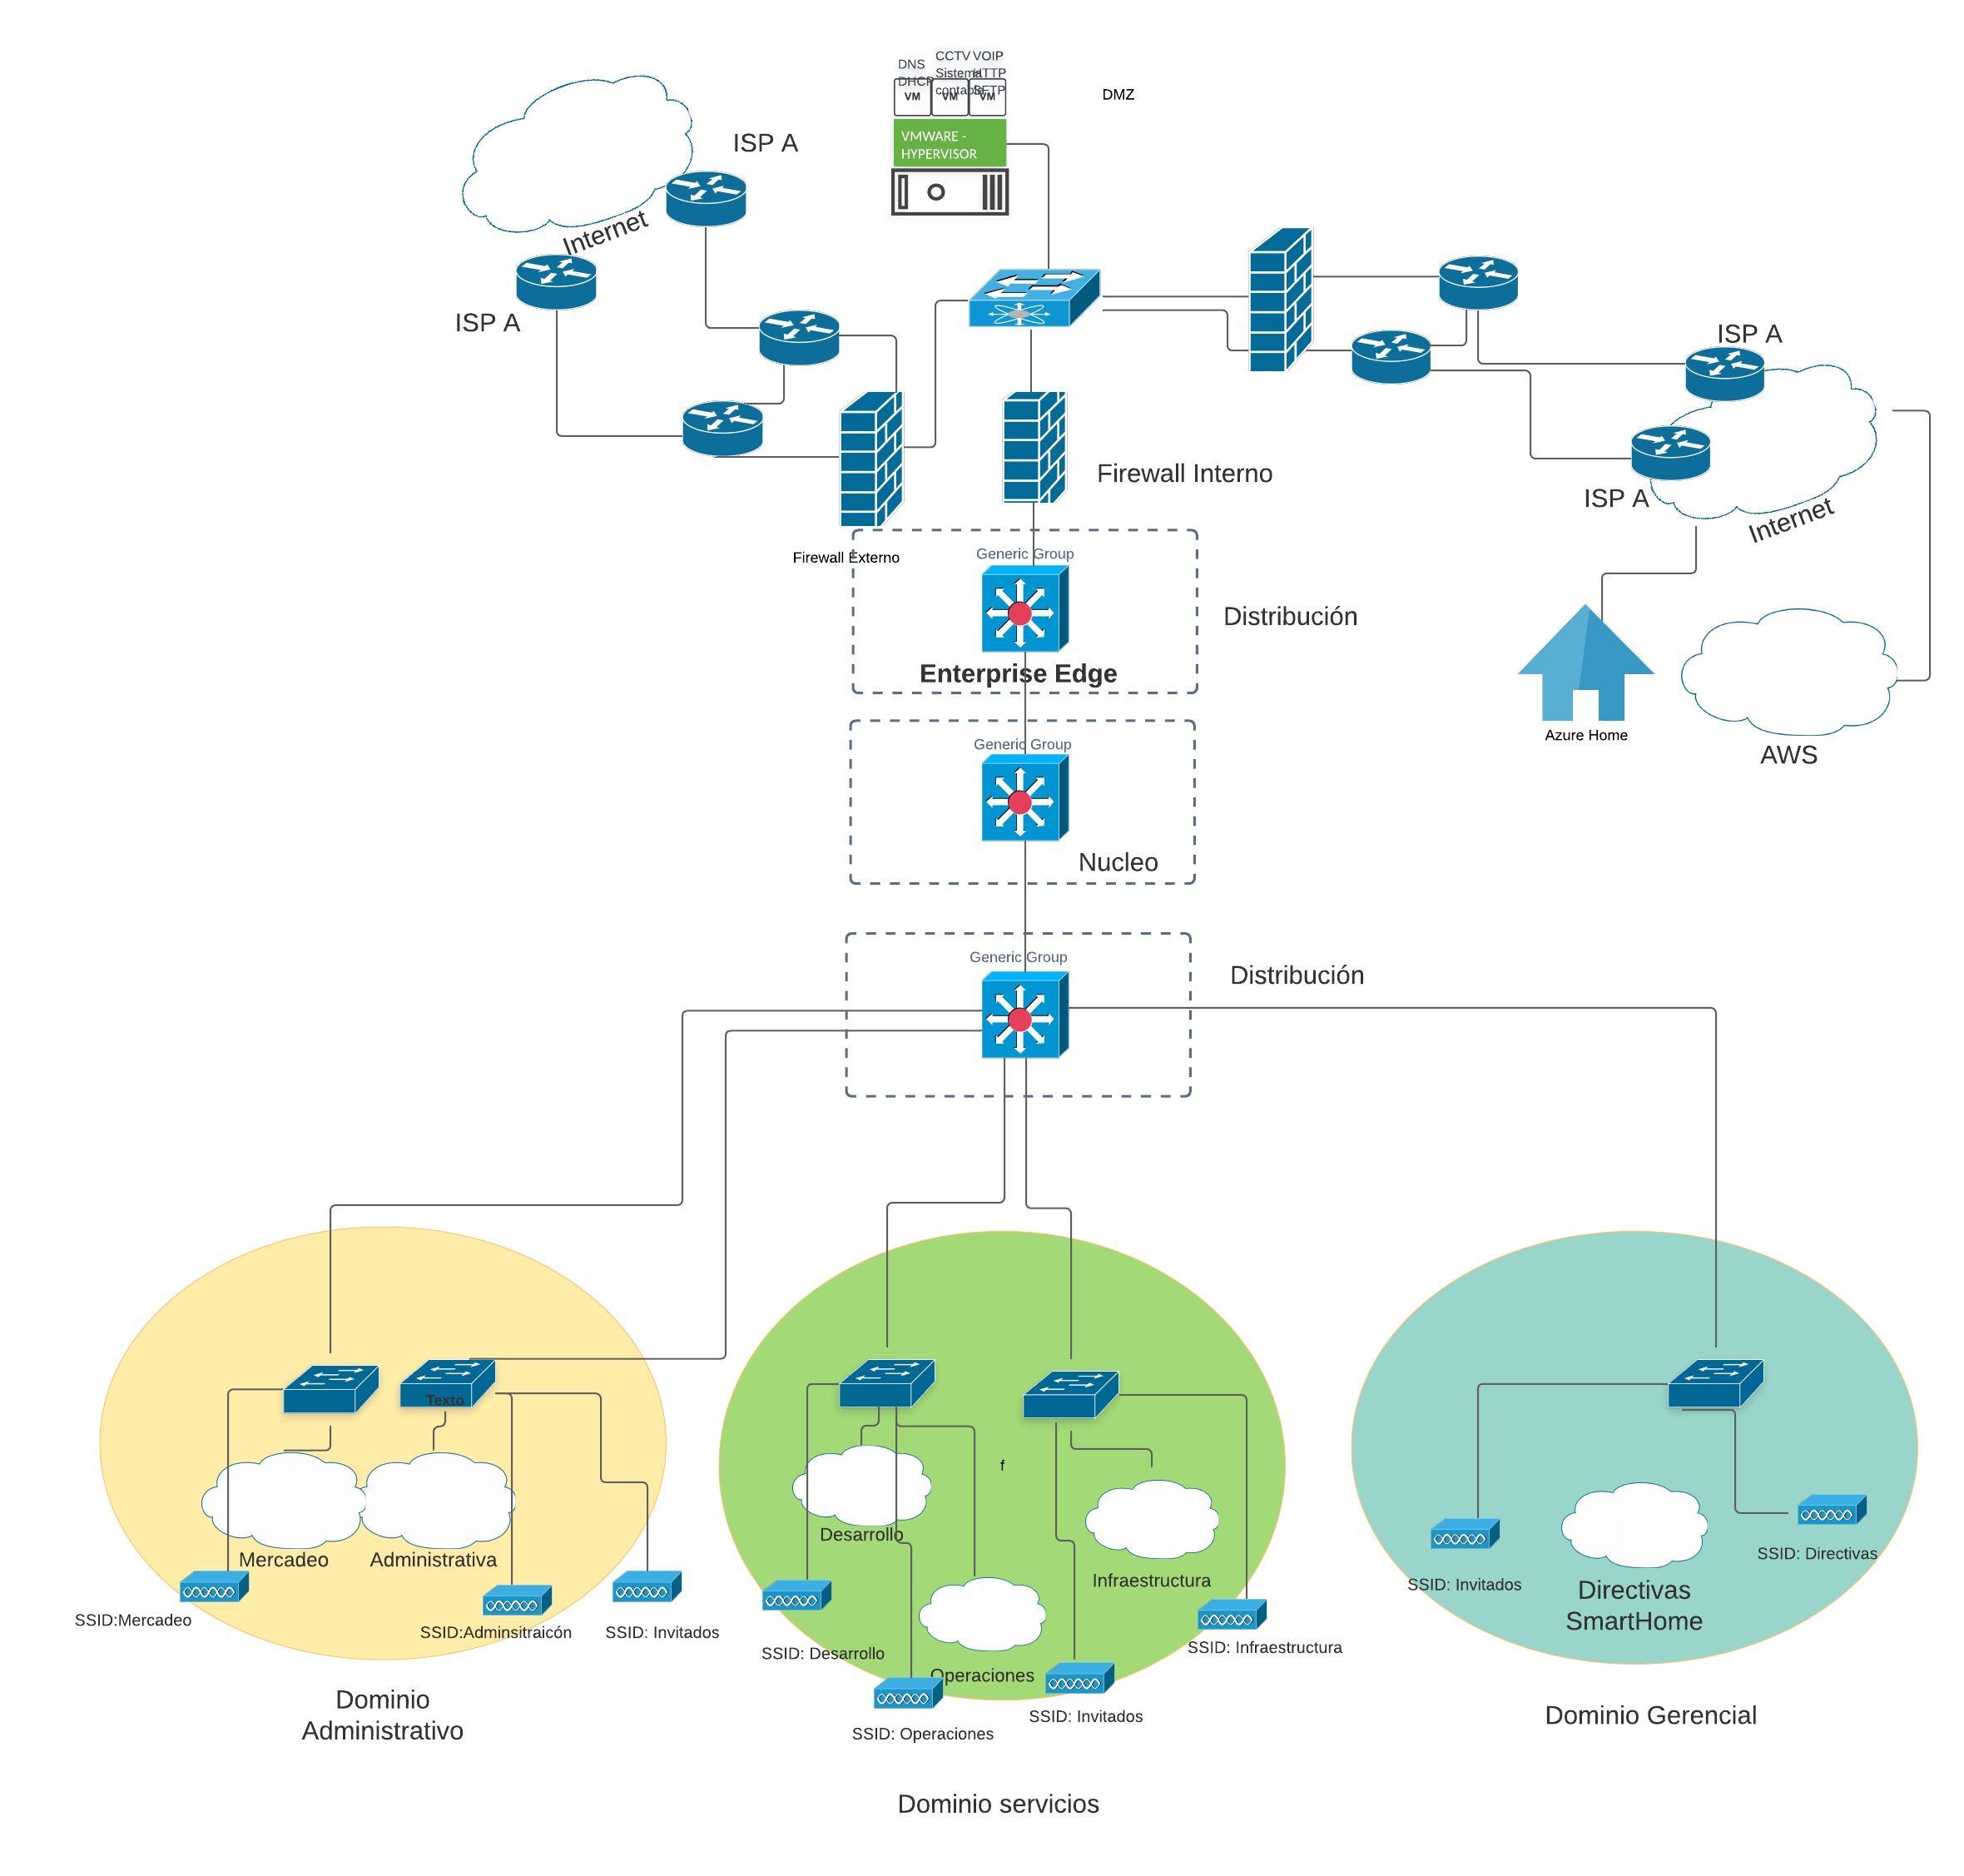 DNS
DHCP
CCTV
Sistema
contable
VOIP
HTTP
SFTP
VM
VM
VM
DMZ
VMWARE -
HYPERVISOR
ISP A
Internet
ISP A
ISP A
ISP A
Internet
Firewall Interno
Firewall Externo
Generic Group
Enterprise Edge
Distribución
Azure Home
AWS
Generic Group
Nucleo
Generic Group
Distribución
Texto
Mercadeo
Administrativa
SSID:Mercadeo
SSID:Adminsitraicón
SSID: Invitados
Dominio
Administrativo
f
Desarrollo
Infraestructura
SSID: Desarrollo
Operaciones
SSID: Infraestructura
SSID: Operaciones
SSID: Invitados
Dominio servicios
SSID: Directivas
SSID: Invitados
Directivas
SmartHome
Dominio Gerencial